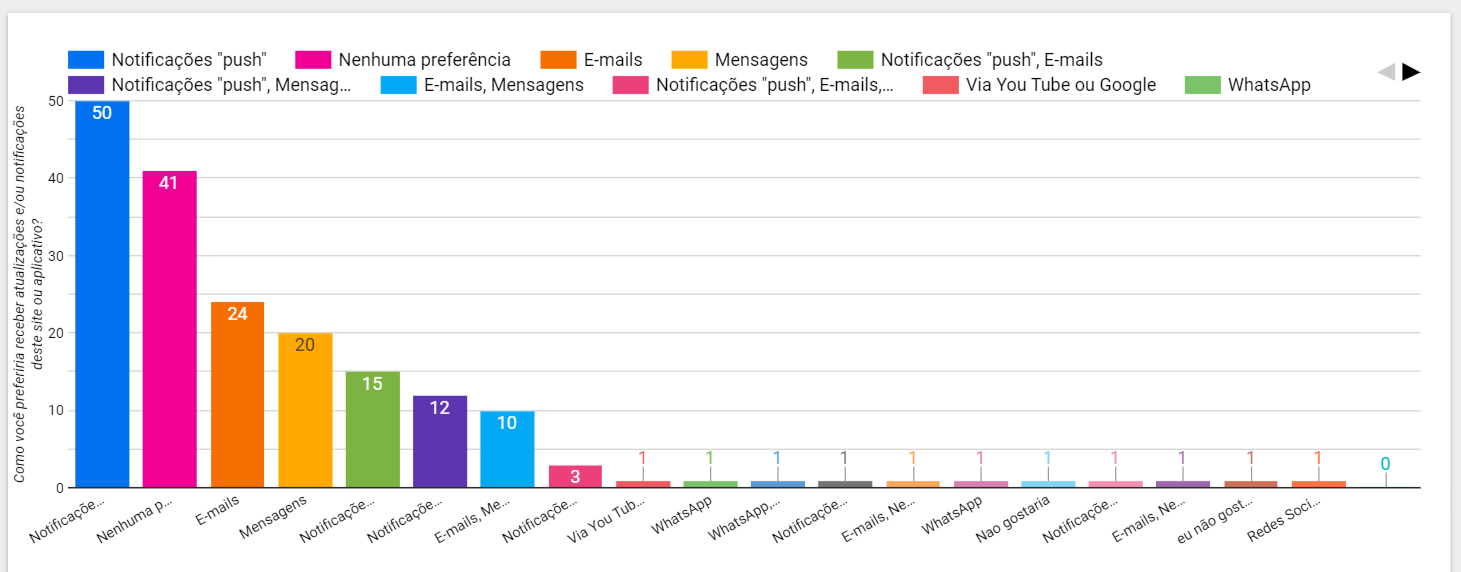 Notificações "push" Nenhuma preferência E-mails Mensagens Notificações "push", E-mails
Notificações "push", Mensag... E-mails, Mensagens Notificações "push", E-mails,... Via You Tube ou Google WhatsApp
Como você preferiria receber atualizações e/ou notificações
deste site ou aplicativo?
50
40
30
20
10
0
50 41 24 20 15 12 10 3 1 1 1 1 1 1 1 1 1 1 1 0
Notificaçõe... Nenhuma p... E-mails Mensagens Notificaçõe... Notificaçõe... E-mails, Me... Notificaçõe... Via You Tub... WhatsApp WhatsApp,... Notificaçõe... E-mails, Ne... WhatsApp Nao gostaria Notificaçõe... E-mails, Ne... eu não gost... Redes Soci...